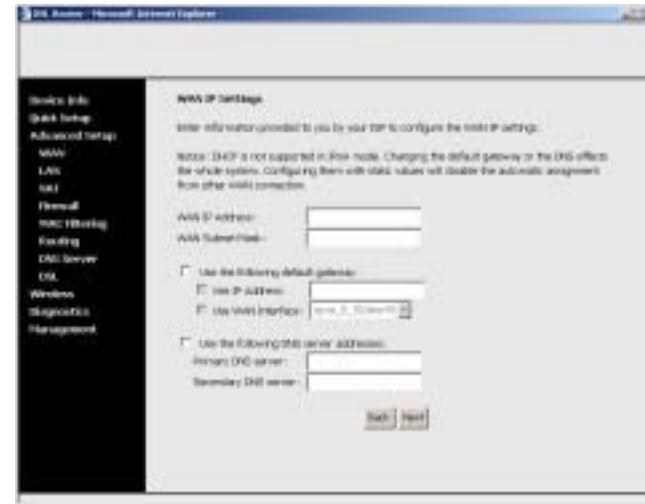 DSL Router - Microsoft Internet Explorer
Device Info
Quick Setup
Advanced Setup
WAN
LAN
NAT
Firewall
MAC Filtering
Routing
DNS Server
DSL
Wireless
Diagnostics
Management
WAN IP Settings
Enter information provided to you by your ISP to configure the WAN IP settings.
Notice: DHCP is not supported in IPoA mode. Changing the default gateway or the DNS effects
the whole system. Configuring them with static values will disable the automatic assignment
from other WAN connection.
WAN IP Address:
WAN Subnet Mask:
Use the following default gateway:
Use IP Address:
Use WAN Interface:
Use the following DNS server addresses:
Primary DNS server:
Secondary DNS server:
Back Next